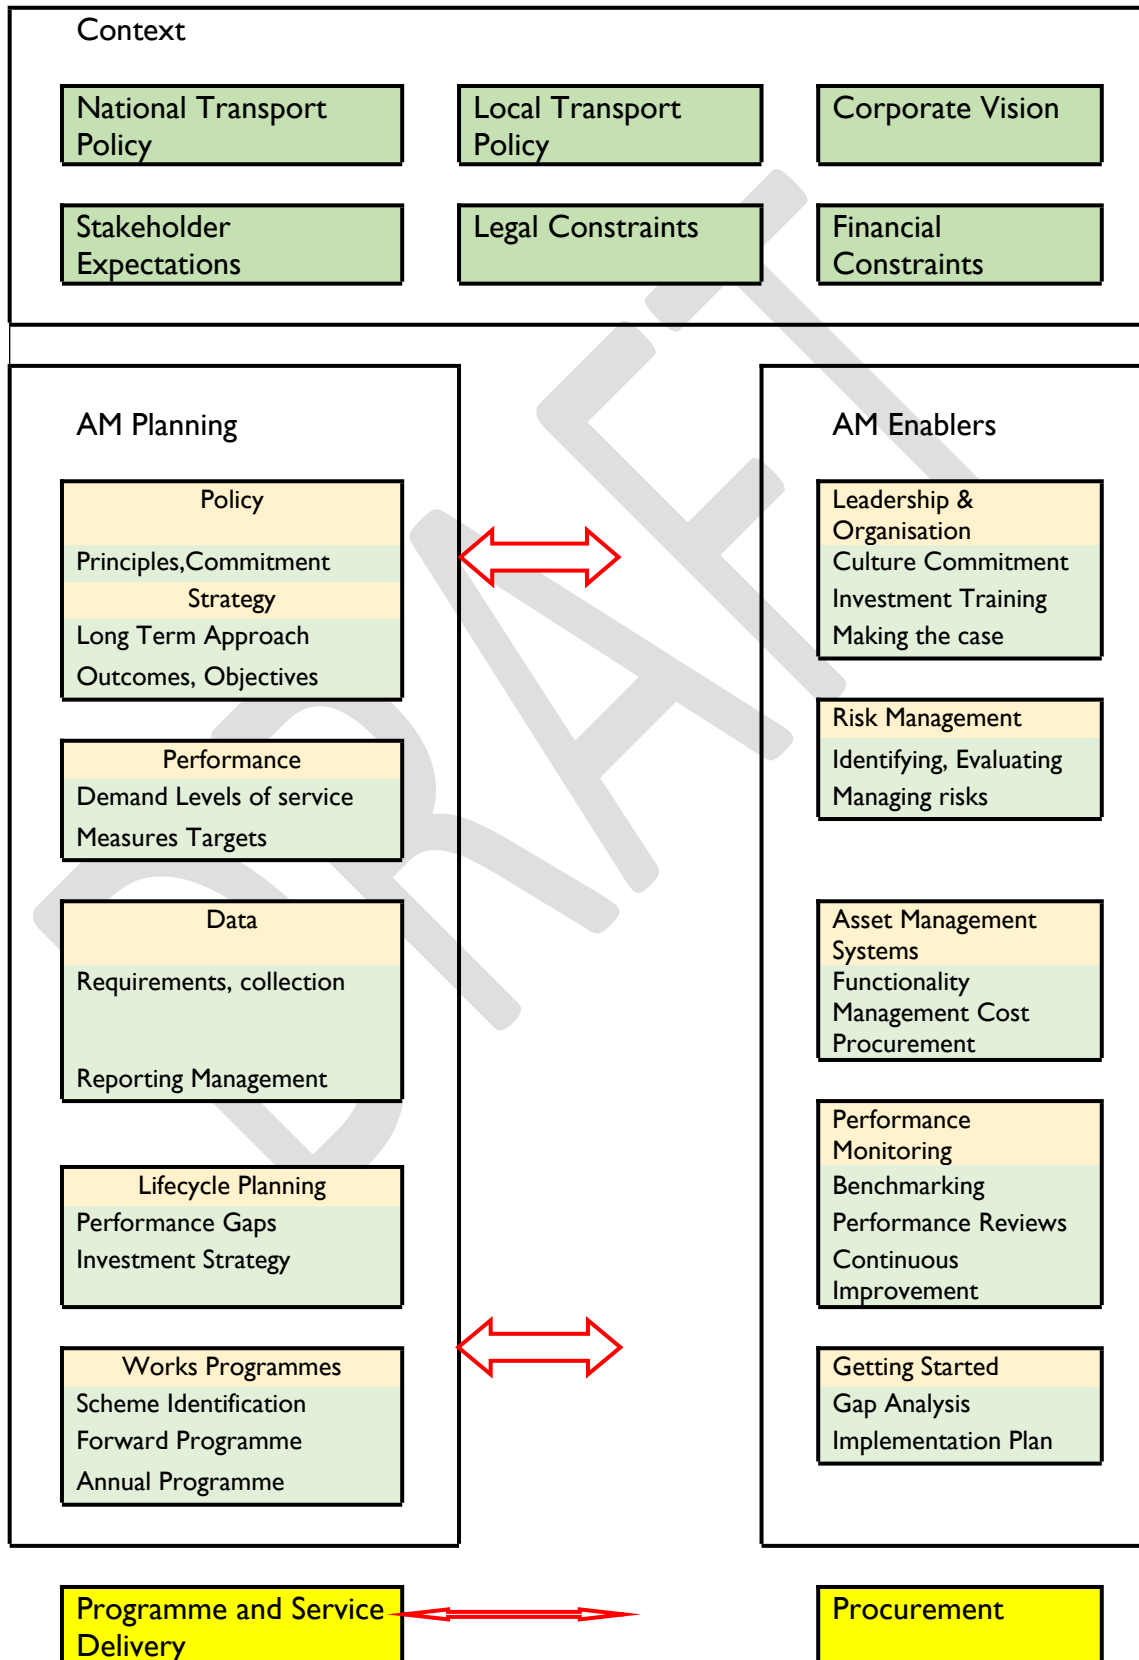 Context
National Transport
Policy
Local Transport
Policy
Corporate Vision
Stakeholder
Expectations
Legal Constraints
Financial
Constraints
AM Planning
Policy
Principles,Commitment
Strategy
Long Term Approach
Outcomes, Objectives
Performance
Demand Levels of service
Measures Targets
Data
Requirements, collection
Reporting Management
Lifecycle Planning
Performance Gaps
Investment Strategy
Works Programmes
Scheme Identification
Forward Programme
Annual Programme
AM Enablers
Leadership &
Organisation
Culture Commitment
Investment Training
Making the case
Risk Management
Identifying, Evaluating
Managing risks
Asset Management
Systems
Functionality
Management Cost
Procurement
Performance
Monitoring
Benchmarking
Performance Reviews
Continuous
Improvement
Getting Started
Gap Analysis
Implementation Plan
Programme and Service
Delivery
Procurement
DRAFT